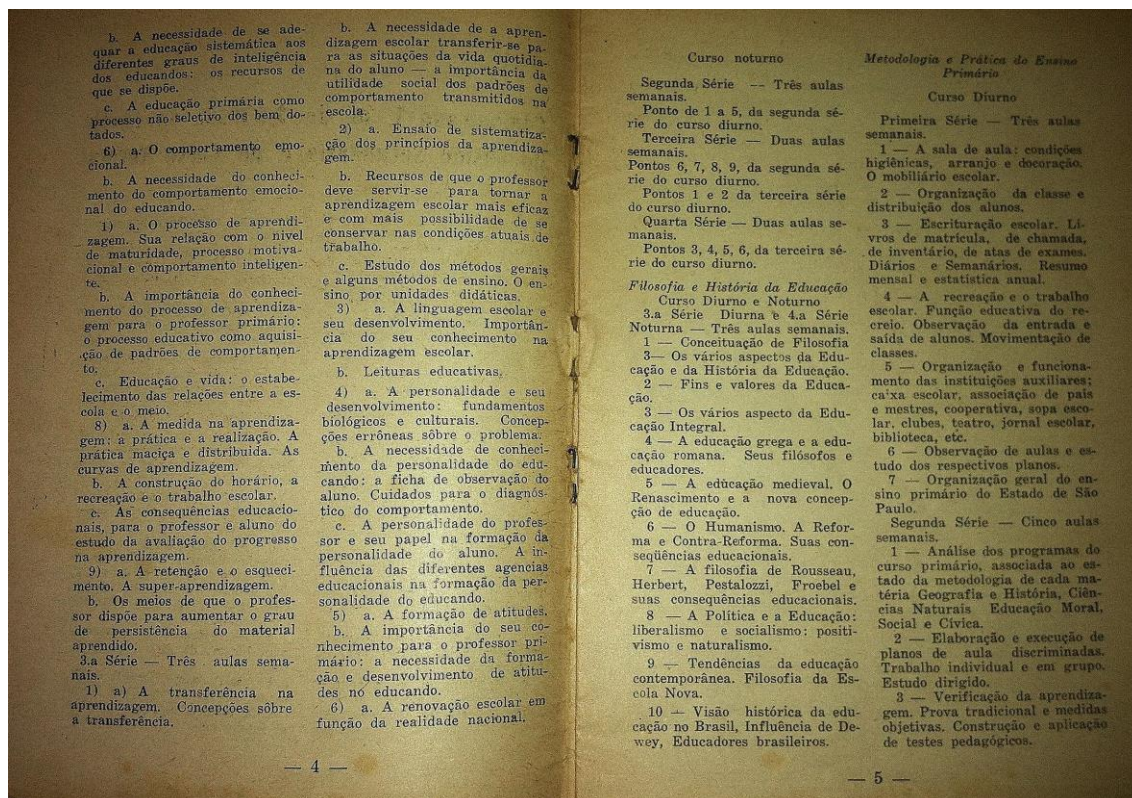 b. A necessidade de se ade-
quar a educação sistemática aos
diferentes graus de inteligência
dos educandos: os recursos de
que se dispõe.
c. A educação primária como
processo não seletivo dos bem do-
tados.
6) a. O comportamento emo-
cional.
b. A necessidade do conheci-
mento do comportamento emocio-
nal do educando.
1) a. O processo de aprendi-
zagem. Sua relação com o nivel
de maturidade, processo motiva-
cional e comportamento inteligen-
te.
b. A importância do conheci-
mento do processo de aprendiza-
gem para o professor primário:
o processo educativo como aquisi-
ção de padrões de comportamen-
to.
c. Educação e vida: o estabe-
lecimento das relações entre a es-
cola e o meio.
8) a. A medida na aprendiza-
gem: a prática e a realização. A
prática maciça e distribuida. As
curvas de aprendizagem.
b. A construção do horário, a
recreação e o trabalho escolar.
c. As consequências educacio-
nais, para o professor e aluno do
estudo da avaliação do progresso
na aprendizagem.
9) a. A retenção e o esqueci-
mento. A super-aprendizagem.
b. Os meios de que o profes-
sor dispõe para aumentar o grau
de persistência do material
aprendido.
3.a Série — Três aulas sema-
nais.
1) a) A transferência na
aprendizagem. Concepções sôbre
a transferência.
b. A necessidade de a apren-
dizagem escolar transferir-se pa-
ra as situações da vida quotidia-
na do aluno — a importância da
utilidade social dos padrões de
comportamento transmitidos na
escola.
2) a. Ensaio de sistematiza-
ção dos princípios da aprendiza-
gem.
b. Recursos de que o professor
deve servir-se para tornar a
aprendizagem escolar mais eficaz
e com mais possibilidade de se
conservar nas condições atuais de
trabalho.
c. Estudo dos métodos gerais
e alguns métodos de ensino. O en-
sino por unidades didáticas.
3) a. A linguagem escolar e
seu desenvolvimento. Importân-
cia do seu conhecimento na
aprendizagem escolar.
b. Leituras educativas.
4) a. A personalidade e seu
desenvolvimento: fundamentos
biológicos e culturais. Concep-
ções errôneas sôbre o problema.
b. A necessidade de conheci-
mento da personalidade do edu-
cando: a ficha de observação do
aluno. Cuidados para o diagnós-
tico do comportamento.
c. A personalidade do profes-
sor e seu papel na formação da
personalidade do aluno. A in-
fluência das diferentes agencias
educacionais na formação da per-
sonalidade do educando.
5) a. A formação de atitudes.
b. A importância do seu co-
nhecimento para o professor pri-
mário: a necessidade da forma-
ção e desenvolvimento de atitu-
des no educando.
6) a. A renovação escolar em
função da realidade nacional.
— 4 —
Curso noturno
Segunda Série — Três aulas
semanais.
Ponto de 1 a 5, da segunda sé-
rie do curso diurno.
Terceira Série — Duas aulas
semanais.
Pontos 6, 7, 8, 9, da segunda sé-
rie do curso diurno.
Pontos 1 e 2 da terceira série
do curso diurno.
Quarta Série — Duas aulas se-
manais.
Pontos 3, 4, 5, 6, da terceira sé-
rie do curso diurno.
Filosofia e História da Educação
Curso Diurno e Noturno
3.a Série Diurna e 4.a Série
Noturna — Três aulas semanais.
1 — Conceituação de Filosofia
3— Os vários aspectos da Edu-
cação e da História da Educação.
2 — Fins e valores da Educa-
ção.
3 — Os vários aspecto da Edu-
cação Integral.
4 — A educação grega e a edu-
cação romana. Seus filósofos e
educadores.
5 — A educação medieval. O
Renascimento e a nova concep-
ção de educação.
6 — O Humanismo. A Refor-
ma e Contra-Reforma. Suas con-
seqüências educacionais.
7 — A filosofia de Rousseau,
Herbert, Pestalozzi, Froebel e
suas consequências educacionais.
8 — A Política e a Educação:
liberalismo e socialismo: positi-
vismo e naturalismo.
9 — Tendências da educação
contemporânea. Filosofia da Es-
cola Nova.
10 — Visão histórica da edu-
cação no Brasil, Influência de De-
wey, Educadores brasileiros.
Metodologia e Prática do Ensino
Primário
Curso Diurno
Primeira Série — Três aulas
semanais.
1 — A sala de aula: condições
higiênicas, arranjo e decoração.
O mobiliário escolar.
2 — Organização da classe e
distribuição dos alunos.
3 — Escrituração escolar. Li-
vros de matrícula, de chamada,
de inventário, de atas de exames.
Diários e Semanários. Resumo
mensal e estatística anual.
4 — A recreação e o trabalho
escolar. Função educativa do re-
creio. Observação da entrada e
saida de alunos. Movimentação de
classes.
5 — Organização e funciona-
mento das instituições auxiliares:
ca'xa escolar, associação de pais
e mestres, cooperativa, sopa esco-
lar, clubes, teatro, jornal escolar,
biblioteca, etc.
6 — Observação de aulas e es-
tudo dos respectivos planos.
7 — Organização geral do en-
sino primário do Estado de São
Paulo.
Segunda Série — Cinco aulas
semanais.
1 — Análise dos programas do
curso primário, associada ao es-
tado da metodologia de cada ma-
téria Geografia e História, Ciên-
cias Naturais Educação Moral,
Social e Cívica.
2 — Elaboração e execução de
planos de aula discriminadas.
Trabalho individual e em grupo.
Estudo dirigido.
3 — Verificação da aprendiza-
gem. Prova tradicional e medidas
objetivas. Construção e aplicação
de testes pedagógicos.
— 5 —